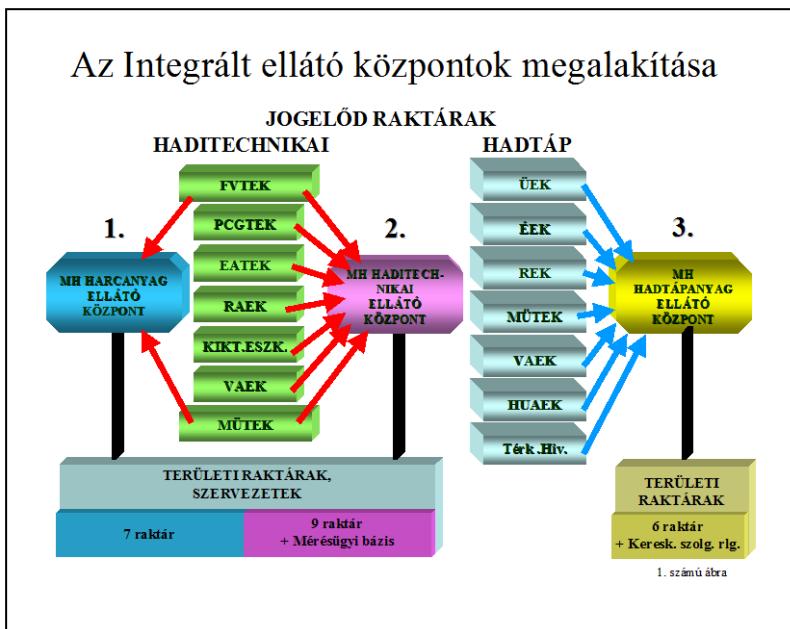 Az Integrált ellátó központok megalakítása
JOGELŐD RAKTÁRAK
HADITECHNIKAI
HADTÁP
FVTEK
PCGTEK
EATEK
RAEK
KIKT.ESZK.
VAEK
MŰTEK
ÜEK
ÉEK
REK
MŰTEK
VAEK
HUAEK
Térk .Hiv.
1.
MH HARCANYAG
ELLÁTÓ
KÖZPONT
2.
MH HADITECH-
NIKAI
ELLÁTÓ
KÖZPONT
3.
MH
HADTÁPANYAG
ELLÁTÓ
KÖZPONT
TERÜLETI RAKTÁRAK,
SZERVEZETEK
7 raktár
9 raktár
+ Mérésügyi bázis
TERÜLETI
RAKTÁRAK
6 raktár
+ Keresk. szolg. rlg.
1. számú ábra